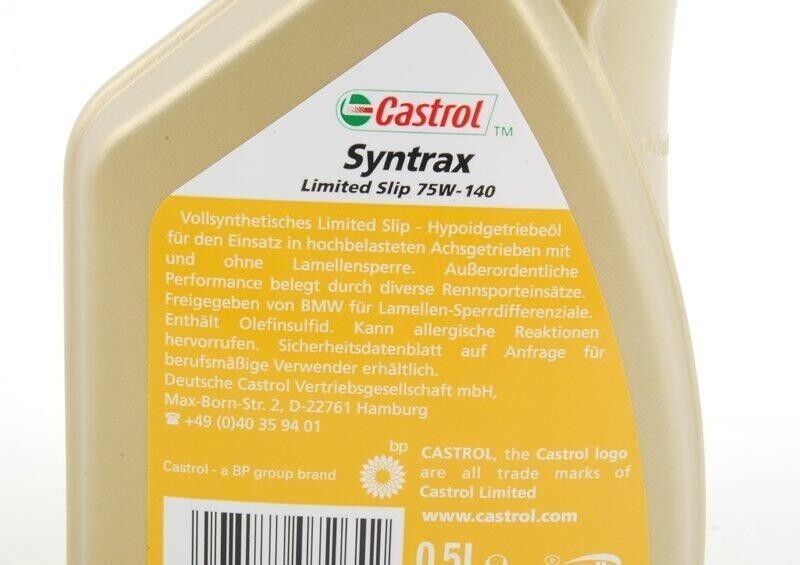 Castrol
TM
Syntrax
Limited Slip 75W-140
Vollsynthetisches Limited Slip - Hypoidgetriebeöl
für den Einsatz in hochbelasteten Achsgetrieben mit
und ohne Lamellensperre. Außerordentliche
Performance belegt durch diverse Rennsporteinsätze.
Freigegeben von BMW für Lamellen-Sperrdifferenziale.
Enthält Olefinsulfid. Kann allergische Reaktionen
hervorrufen. Sicherheitsdatenblatt auf Anfrage für
berufsmäßige Verwender erhältlich.
Deutsche Castrol Vertriebsgesellschaft mbH,
Max-Born-Str. 2, D-22761 Hamburg
☎ +49 (0)40 35 94 01
Castrol - a BP group brand
bp
CASTROL, the Castrol logo
are all trade marks of
Castrol Limited
www.castrol.com
0.5L